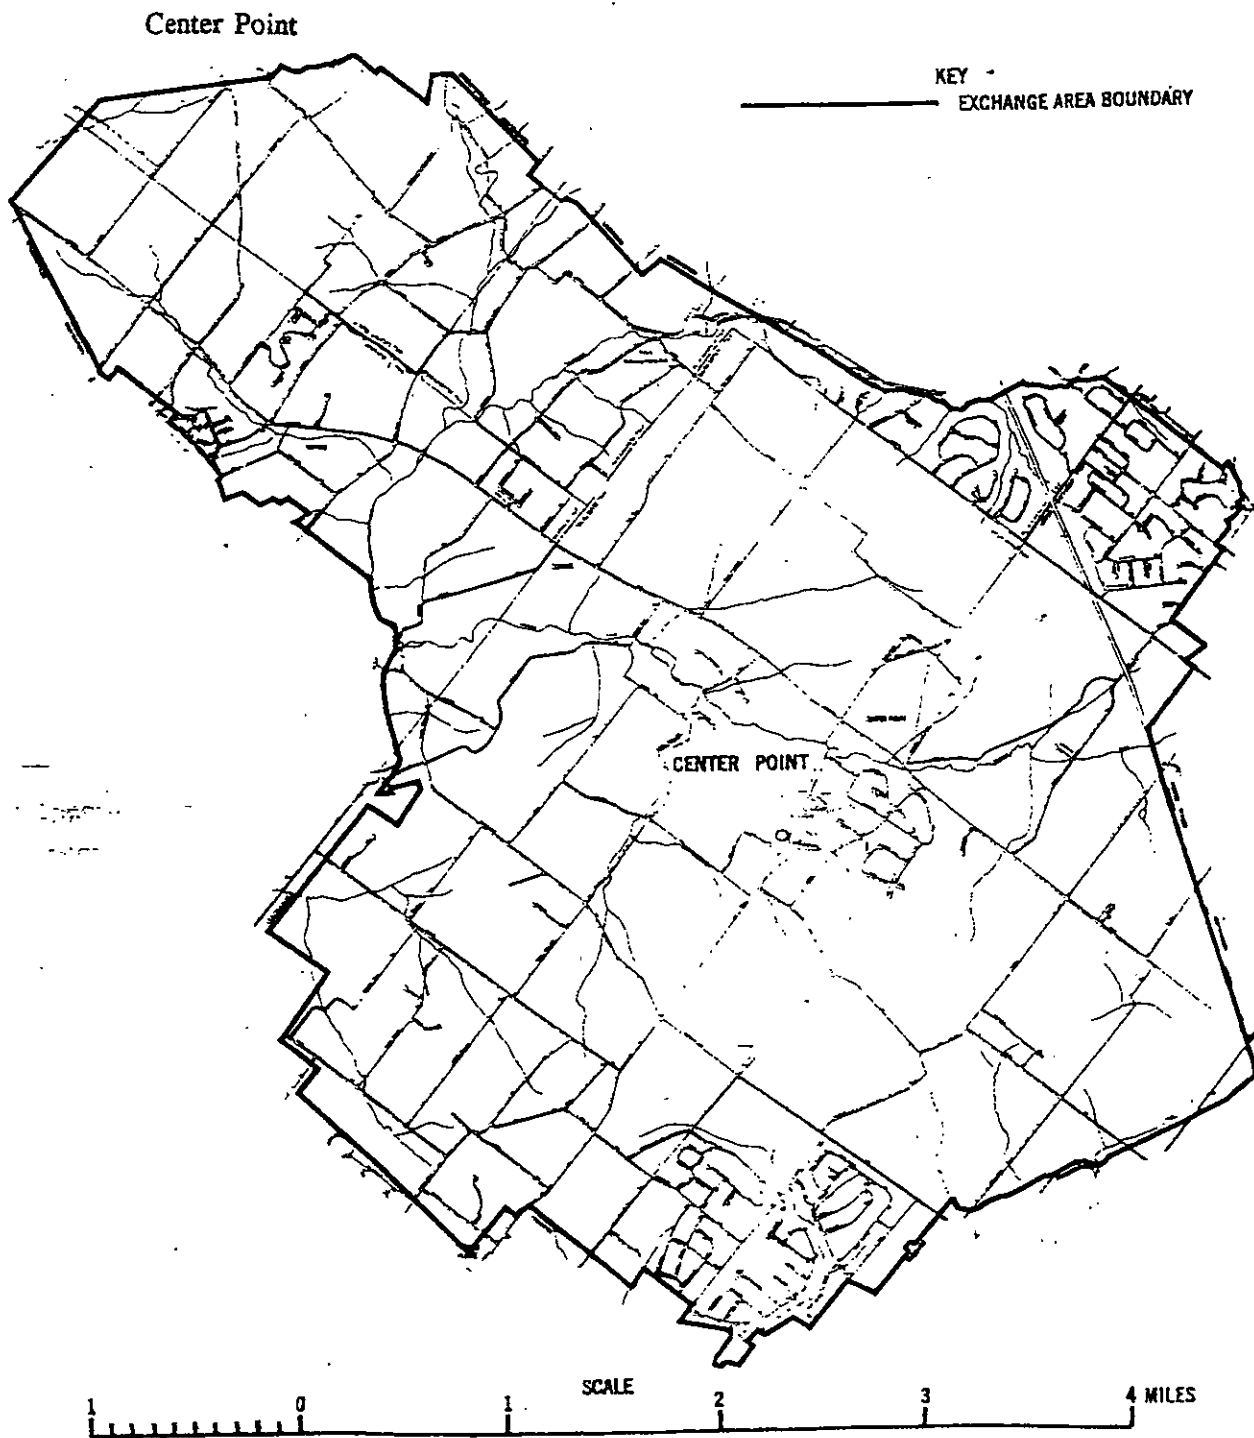 Center Point
KEY
EXCHANGE AREA BOUNDARY
CENTER POINT
SCALE
1 0 1 2 3 4 MILES